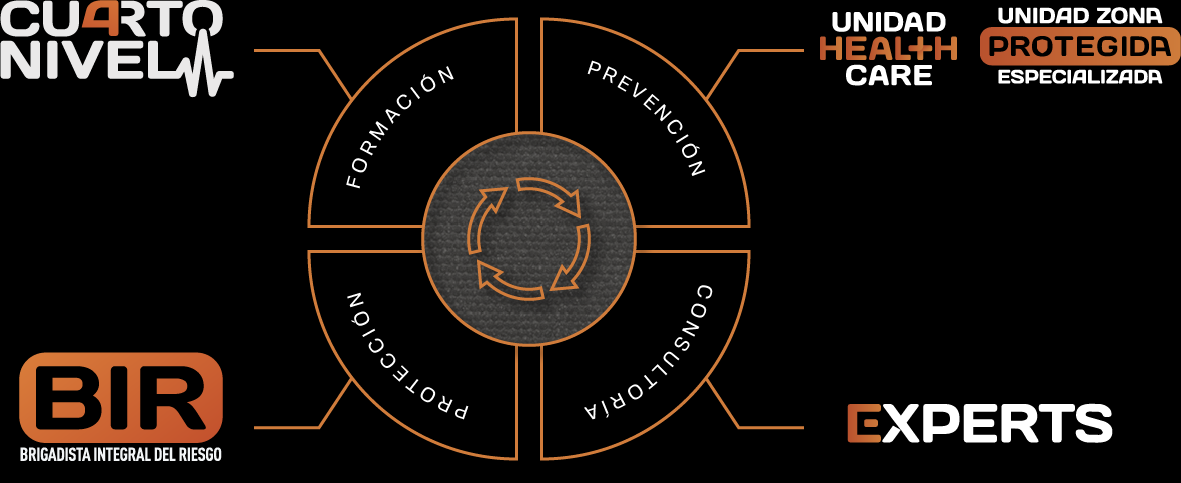 CUARTO
NIVEL
FORMACIÓN
PREVENCIÓN
UNIDAD
HEALTH
CARE
UNIDAD ZONA
PROTEGIDA
ESPECIALIZADA
BIR
BRIGADISTA INTEGRAL DEL RIESGO
PROTECCIÓN
CONSULTORÍA
EXPERTS